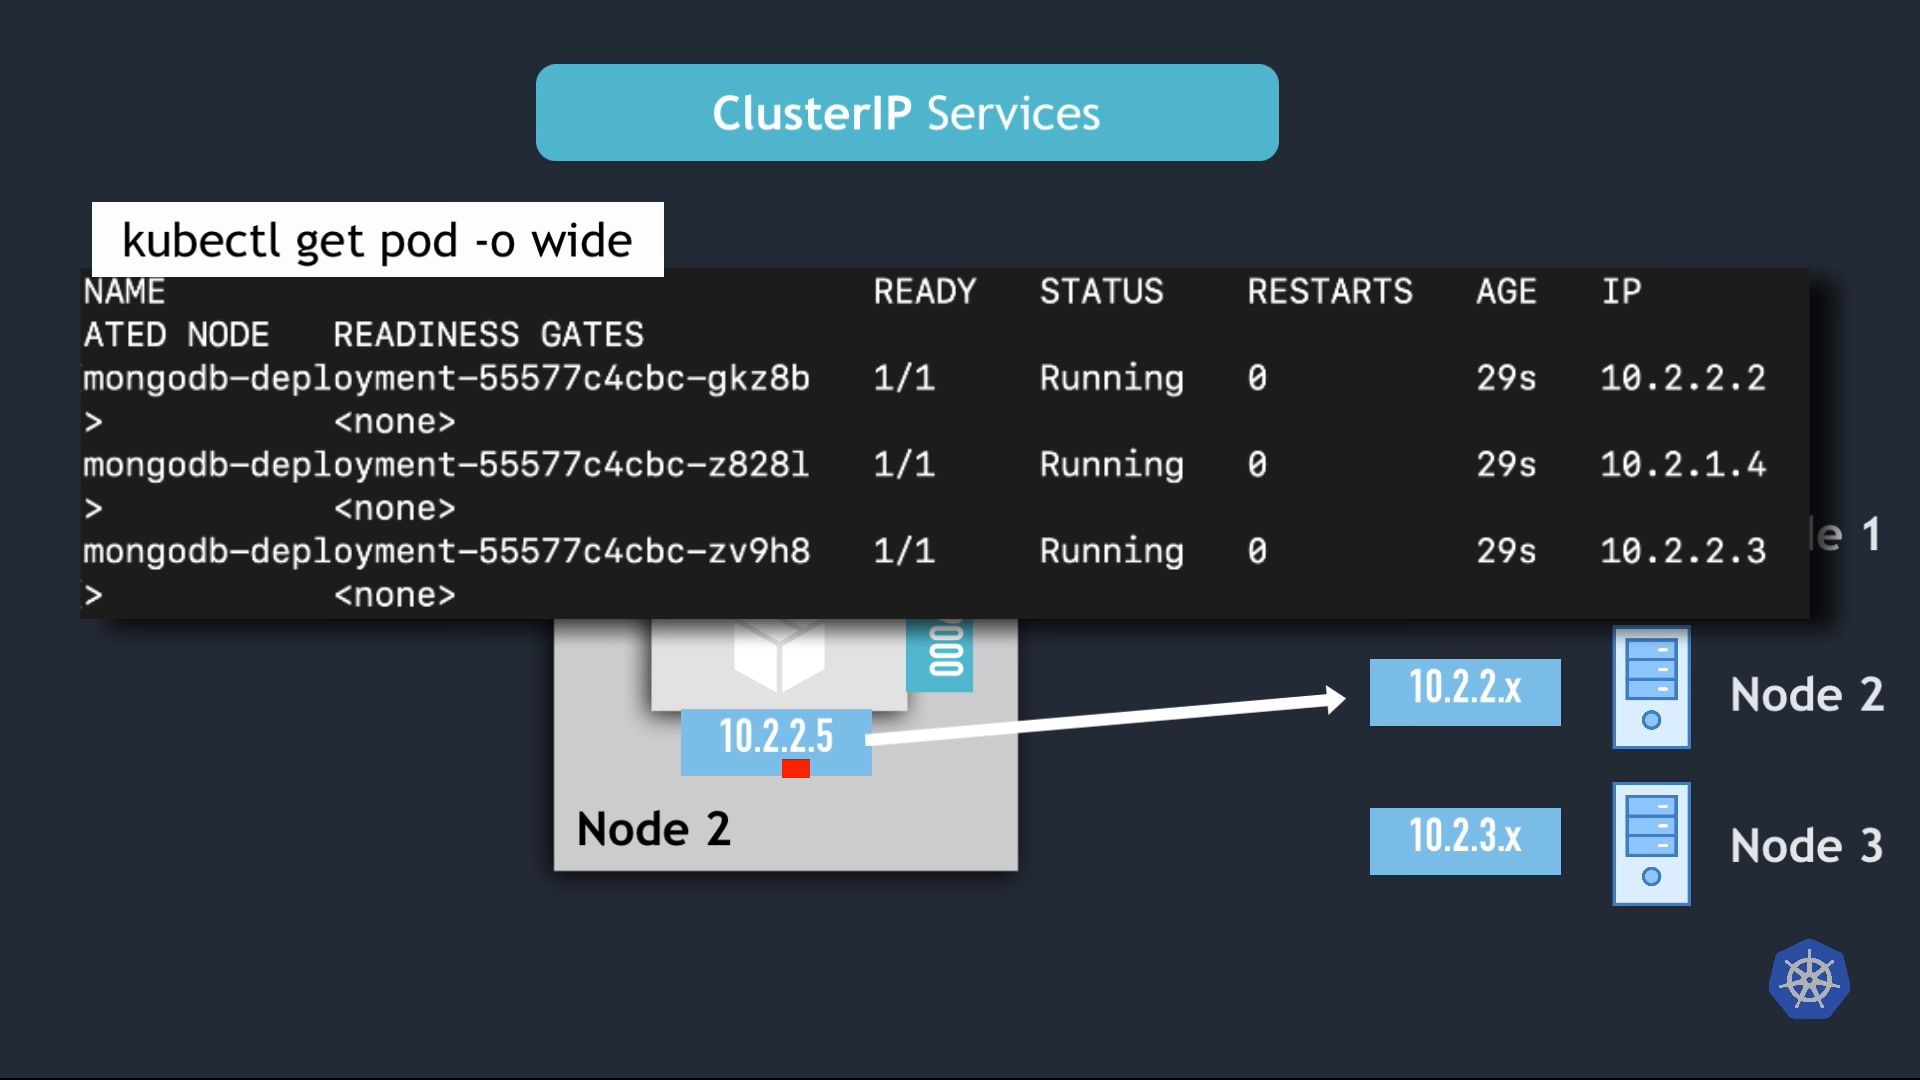 ClusterIP Services
kubectl get pod -o wide
NAME READY STATUS RESTARTS AGE IP
ATED NODE READINESS GATES
mongodb-deployment-55577c4cbc-gkz8b 1/1 Running 0 29s 10.2.2.2
> <none>
mongodb-deployment-55577c4cbc-z828l 1/1 Running 0 29s 10.2.1.4
> <none>
mongodb-deployment-55577c4cbc-zv9h8 1/1 Running 0 29s 10.2.2.3
> <none>
de 1
000
10.2.2.x
Node 2
10.2.2.5
Node 2
10.2.3.x
Node 3